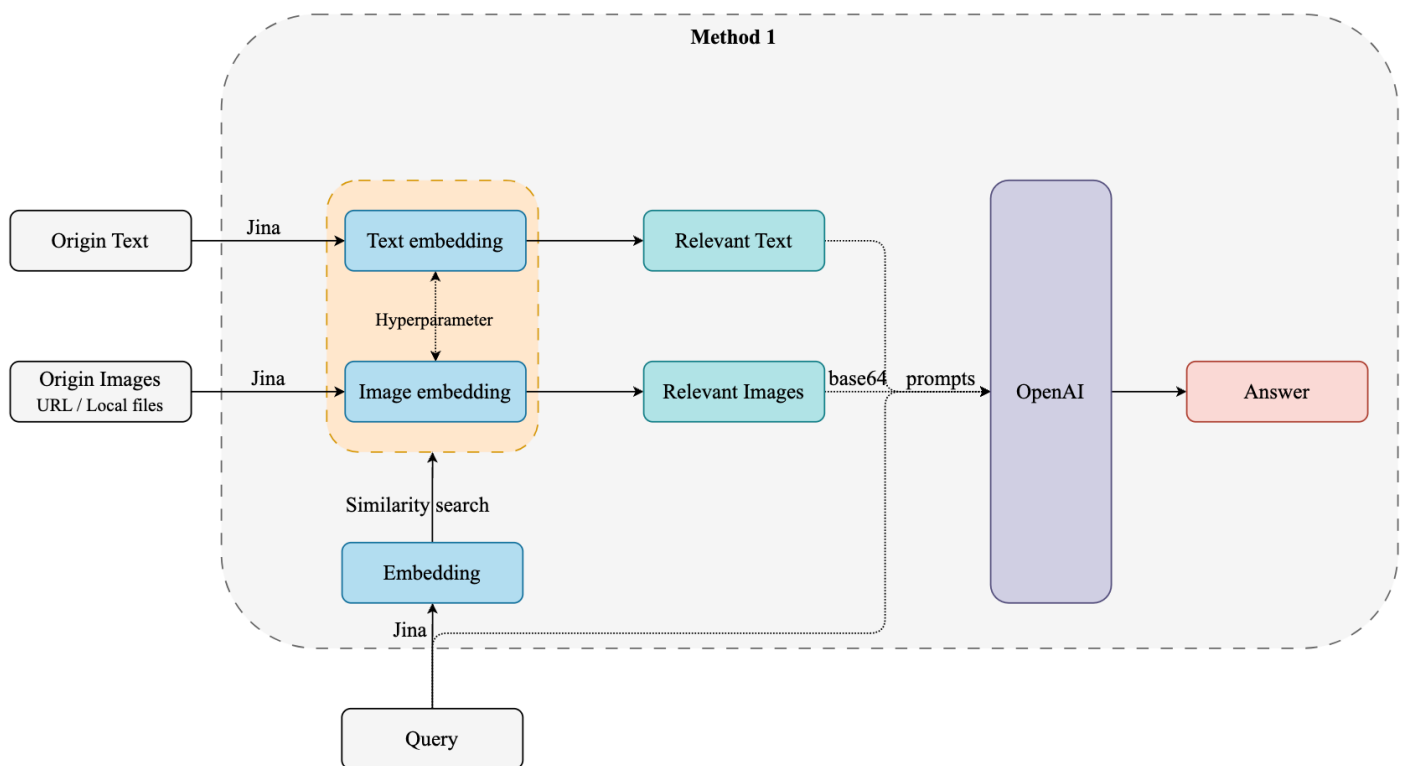 Method 1
Origin Text
Jina
Text embedding
Relevant Text
Hyperparameter
Origin Images
URL / Local files
Jina
Image embedding
Relevant Images
base64
prompts
OpenAI
Answer
Similarity search
Embedding
Jina
Query